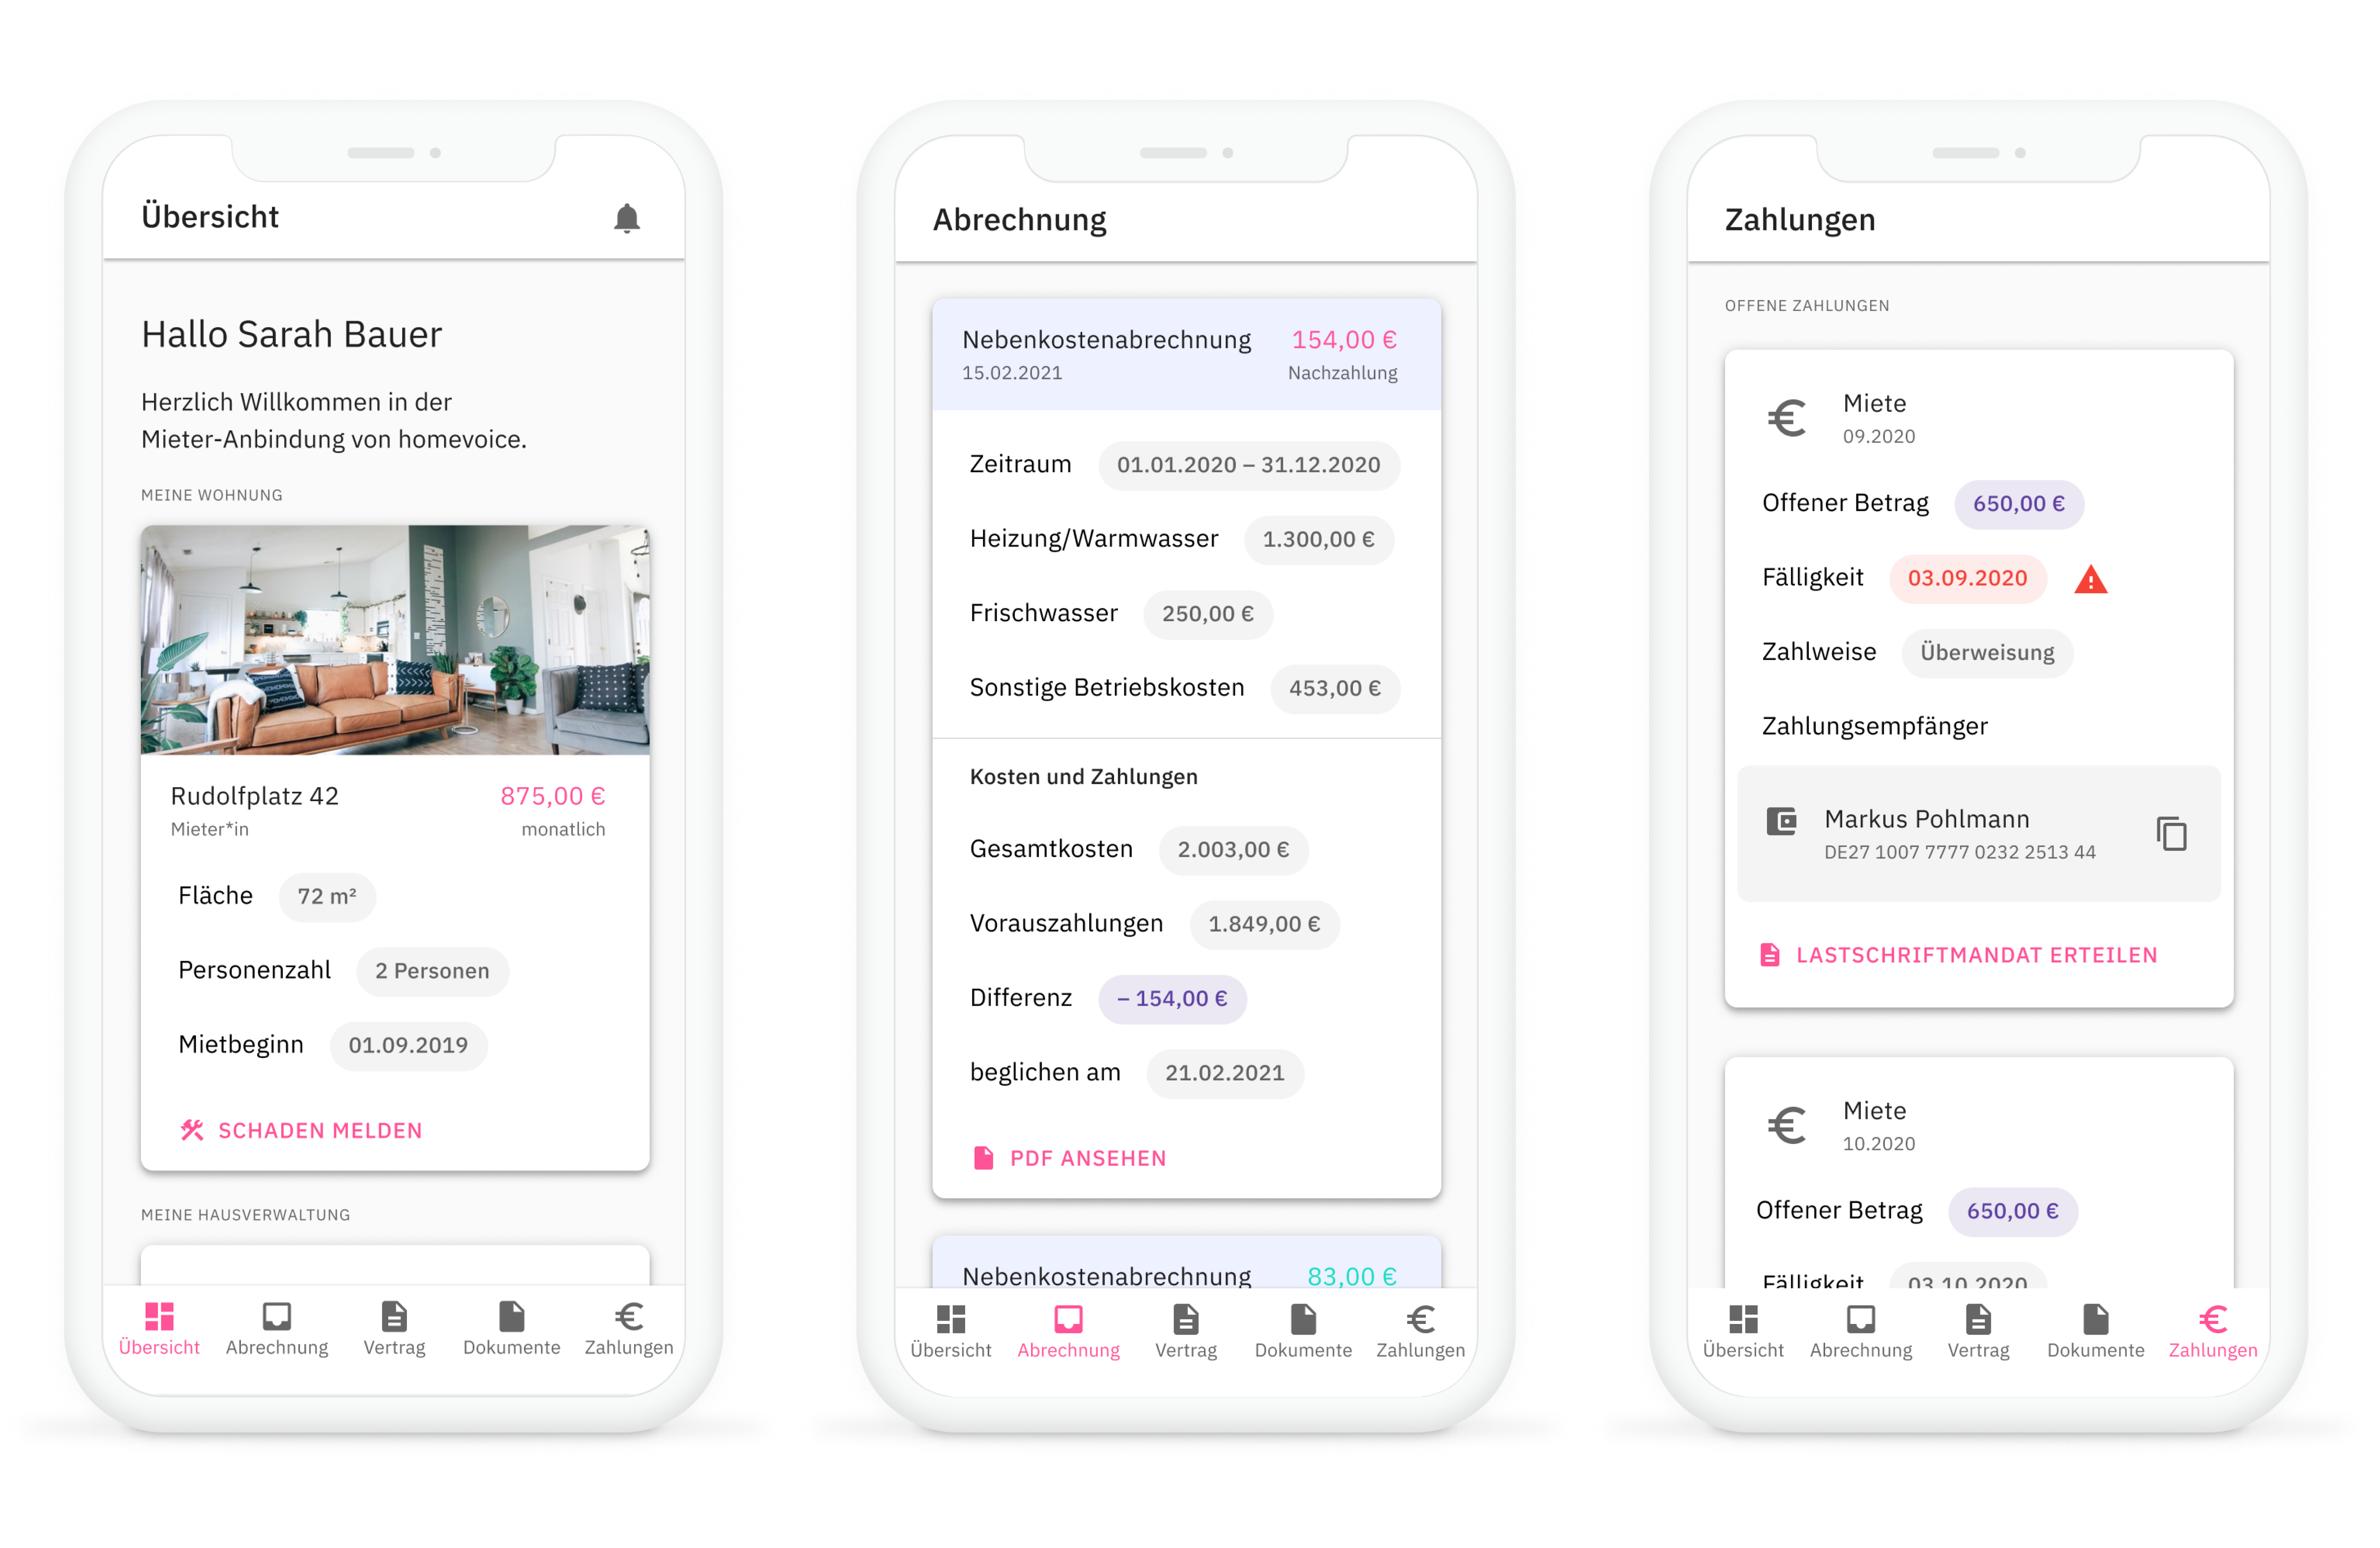 Übersicht
Hallo Sarah Bauer
Herzlich Willkommen in der
Mieter-Anbindung von homevoice.
MEINE WOHNUNG
Rudolfplatz 42 875,00 €
Mieter*in monatlich
Fläche 72 m²
Personenzahl 2 Personen
Mietbeginn 01.09.2019
SCHADEN MELDEN
MEINE HAUSVERWALTUNG
Übersicht Abrechnung Vertrag Dokumente Zahlungen
Abrechnung
Nebenkostenabrechnung 154,00 €
15.02.2021 Nachzahlung
Zeitraum 01.01.2020 – 31.12.2020
Heizung/Warmwasser 1.300,00 €
Frischwasser 250,00 €
Sonstige Betriebskosten 453,00 €
Kosten und Zahlungen
Gesamtkosten 2.003,00 €
Vorauszahlungen 1.849,00 €
Differenz – 154,00 €
beglichen am 21.02.2021
PDF ANSEHEN
Nebenkostenabrechnung 83,00 €
Übersicht Abrechnung Vertrag Dokumente Zahlungen
Zahlungen
OFFENE ZAHLUNGEN
Miete
09.2020
Offener Betrag 650,00 €
Fälligkeit 03.09.2020
Zahlweise Überweisung
Zahlungsempfänger
Markus Pohlmann
DE27 1007 7777 0232 2513 44
LASTSCHRIFTMANDAT ERTEILEN
Miete
10.2020
Offener Betrag 650,00 €
Fälligkeit 03.10.2020
Übersicht Abrechnung Vertrag Dokumente Zahlungen